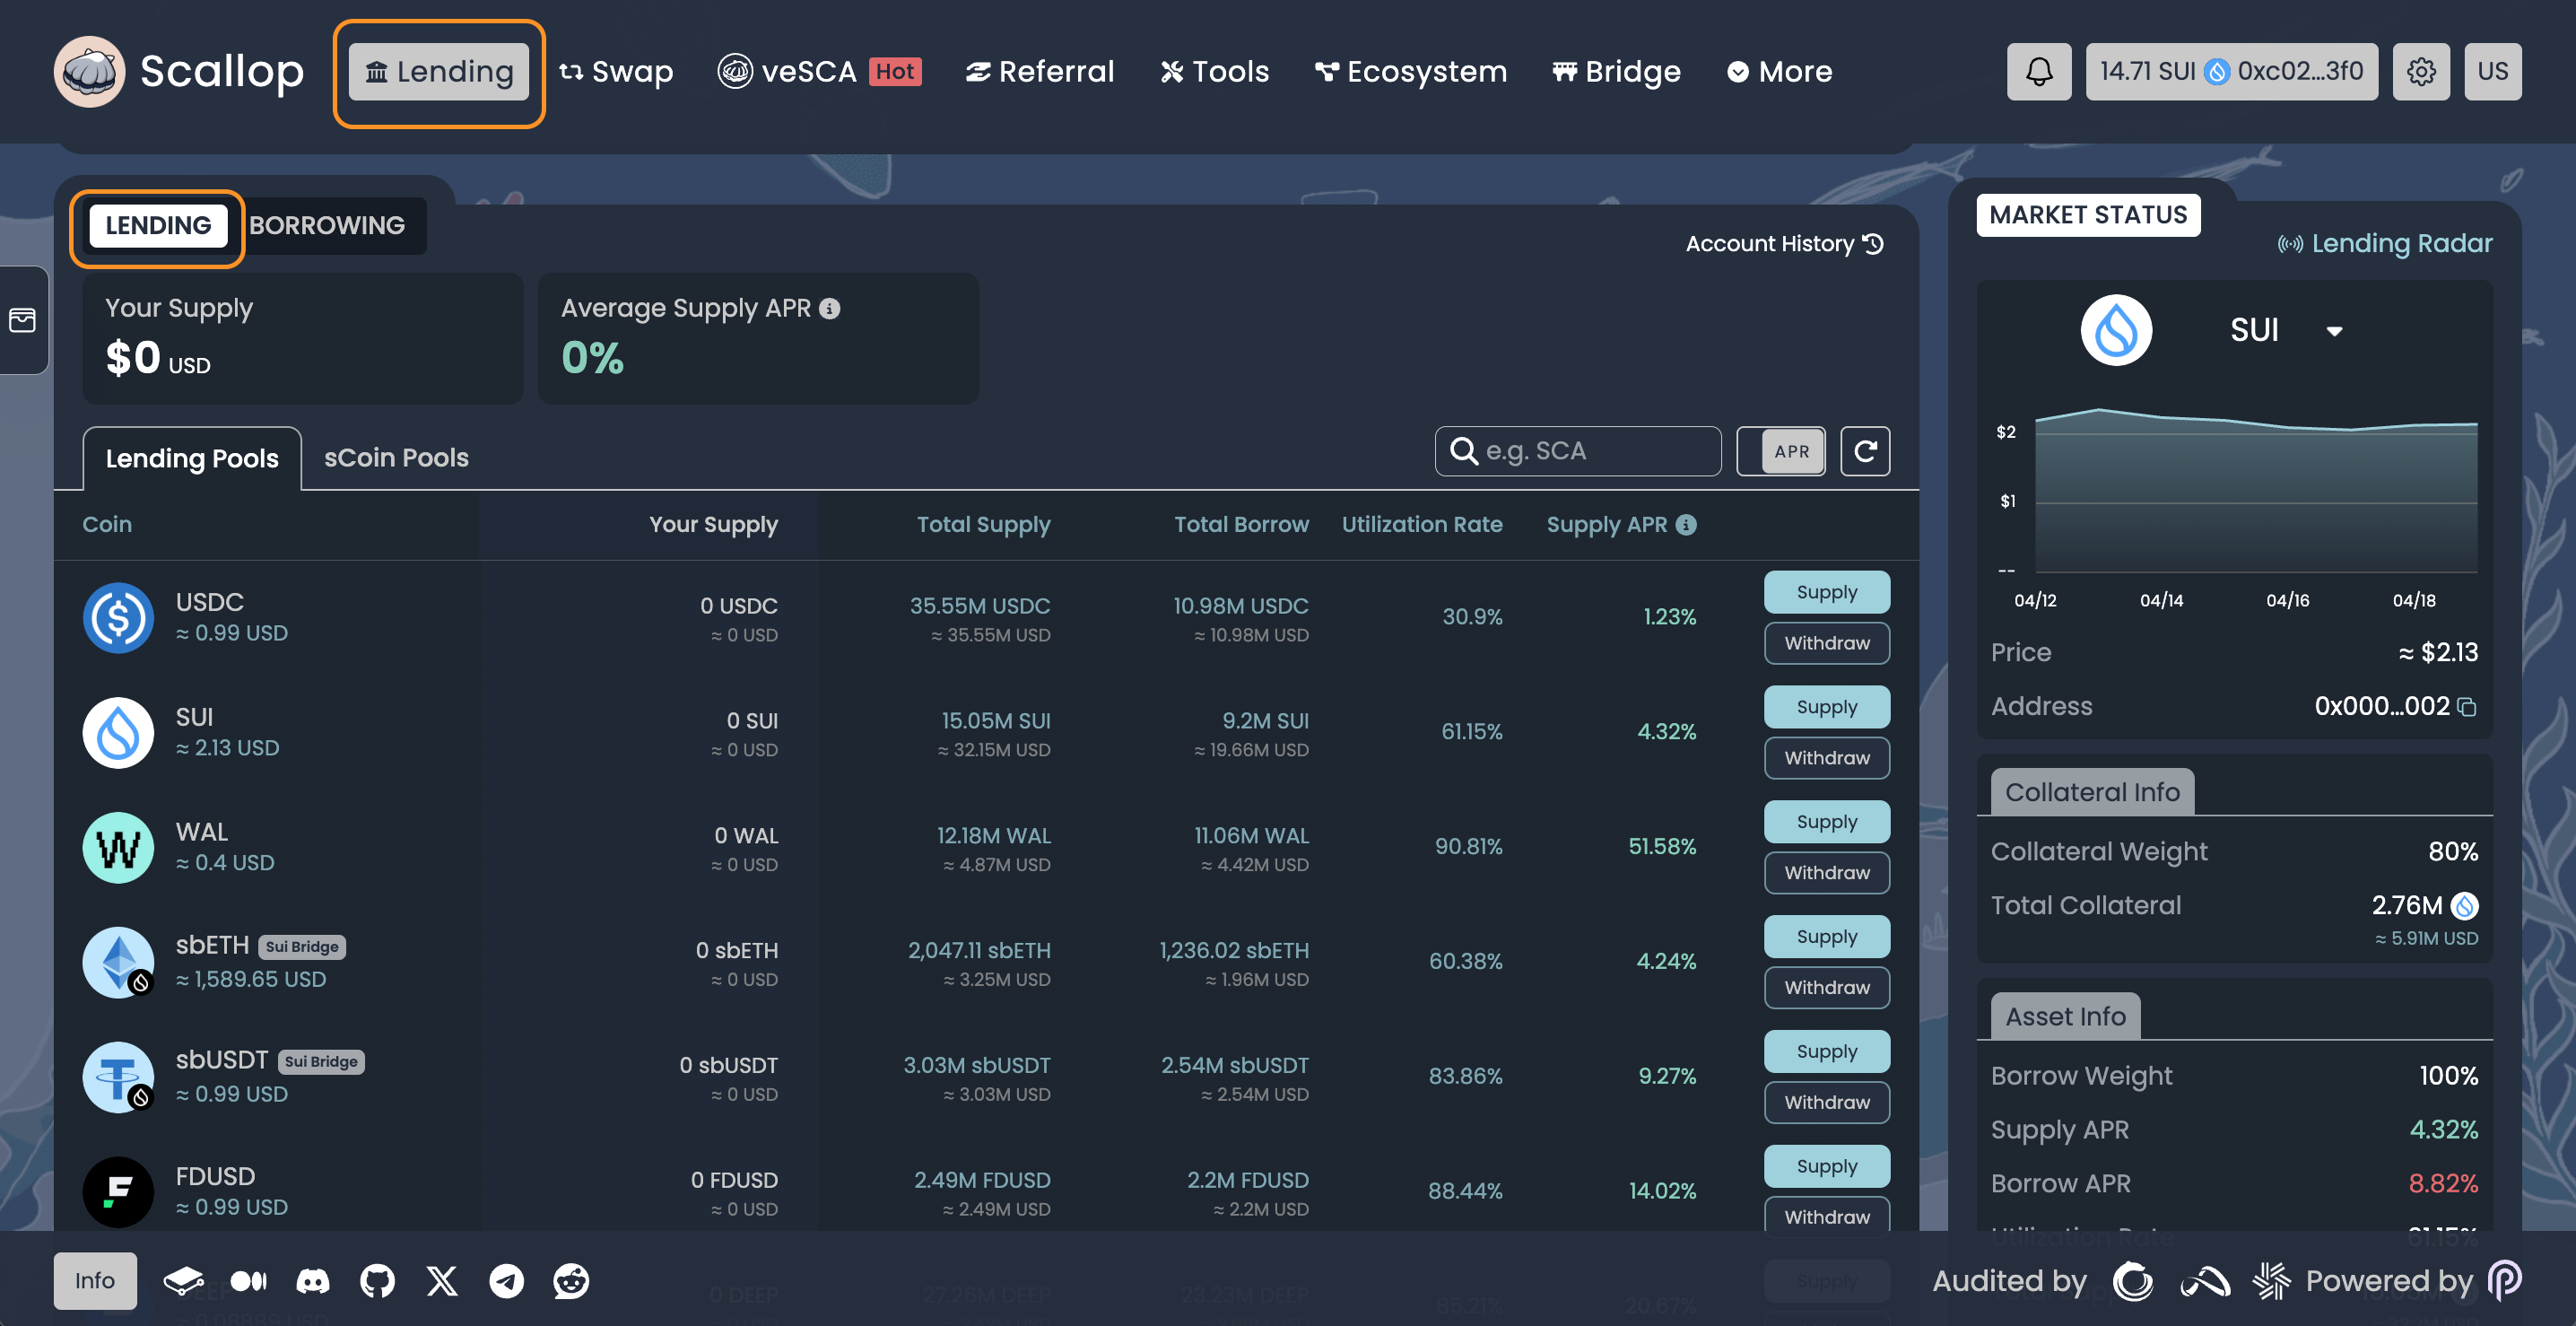 Scallop
Lending
Swap
veSCA Hot
Referral
Tools
Ecosystem
Bridge
More
14.71 SUI 0xc02...3f0
US
LENDING
BORROWING
Account History
Your Supply
$0 USD
Average Supply APR
0%
Lending Pools
sCoin Pools
e.g. SCA
APR
Coin Your Supply Total Supply Total Borrow Utilization Rate Supply APR
USDC
≈ 0.99 USD
0 USDC
≈ 0 USD
35.55M USDC
≈ 35.55M USD
10.98M USDC
≈ 10.98M USD
30.9%
1.23%
Supply
Withdraw
SUI
≈ 2.13 USD
0 SUI
≈ 0 USD
15.05M SUI
≈ 32.15M USD
9.2M SUI
≈ 19.66M USD
61.15%
4.32%
Supply
Withdraw
WAL
≈ 0.4 USD
0 WAL
≈ 0 USD
12.18M WAL
≈ 4.87M USD
11.06M WAL
≈ 4.42M USD
90.81%
51.58%
Supply
Withdraw
sbETH Sui Bridge
≈ 1,589.65 USD
0 sbETH
≈ 0 USD
2,047.11 sbETH
≈ 3.25M USD
1,236.02 sbETH
≈ 1.96M USD
60.38%
4.24%
Supply
Withdraw
sbUSDT Sui Bridge
≈ 0.99 USD
0 sbUSDT
≈ 0 USD
3.03M sbUSDT
≈ 3.03M USD
2.54M sbUSDT
≈ 2.54M USD
83.86%
9.27%
Supply
Withdraw
FDUSD
≈ 0.99 USD
0 FDUSD
≈ 0 USD
2.49M FDUSD
≈ 2.49M USD
2.2M FDUSD
≈ 2.2M USD
88.44%
14.02%
Supply
Withdraw
0 DEEP
27.26M DEEP
23.23M DEEP
85.21%
20.67%
Supply
MARKET STATUS
Lending Radar
SUI
$2
$1
--
04/12 04/14 04/16 04/18
Price ≈ $2.13
Address 0x000...002
Collateral Info
Collateral Weight 80%
Total Collateral 2.76M
≈ 5.91M USD
Asset Info
Borrow Weight 100%
Supply APR 4.32%
Borrow APR 8.82%
Utilization Rate 61.15%
Info
Audited by
Powered by